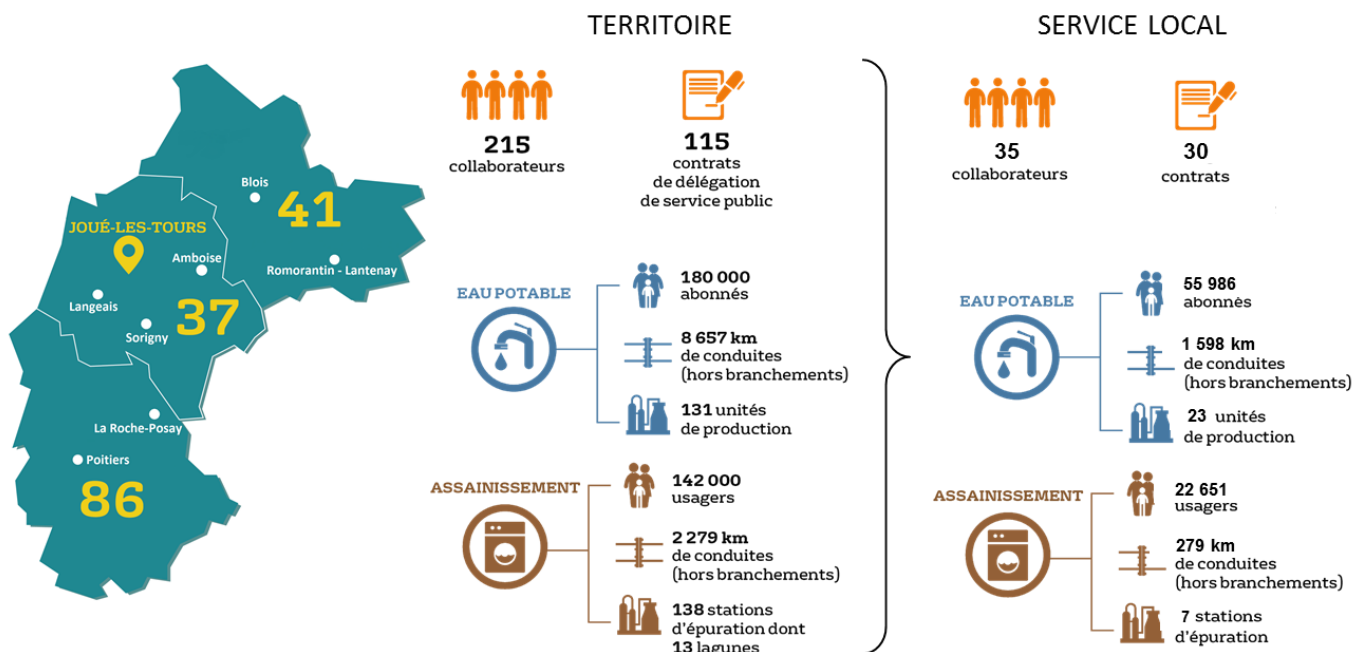 TERRITOIRE
SERVICE LOCAL
Blois
41
JOUÉ-LES-TOURS
Amboise
Romorantin - Lantenay
Langeais
37
Sorigny
La Roche-Posay
Poitiers
86
215
collaborateurs
115
contrats
de délégation
de service public
EAU POTABLE
180 000
abonnés
8 657 km
de conduites
(hors branchements)
131 unités
de production
ASSAINISSEMENT
142 000
usagers
2 279 km
de conduites
(hors branchements)
138 stations
d'épuration dont
13 lagunes
35
collaborateurs
30
contrats
EAU POTABLE
55 986
abonnès
1 598 km
de conduites
(hors branchements)
23 unités
de production
ASSAINISSEMENT
22 651
usagers
279 km
de conduites
(hors branchements)
7 stations
d'épuration